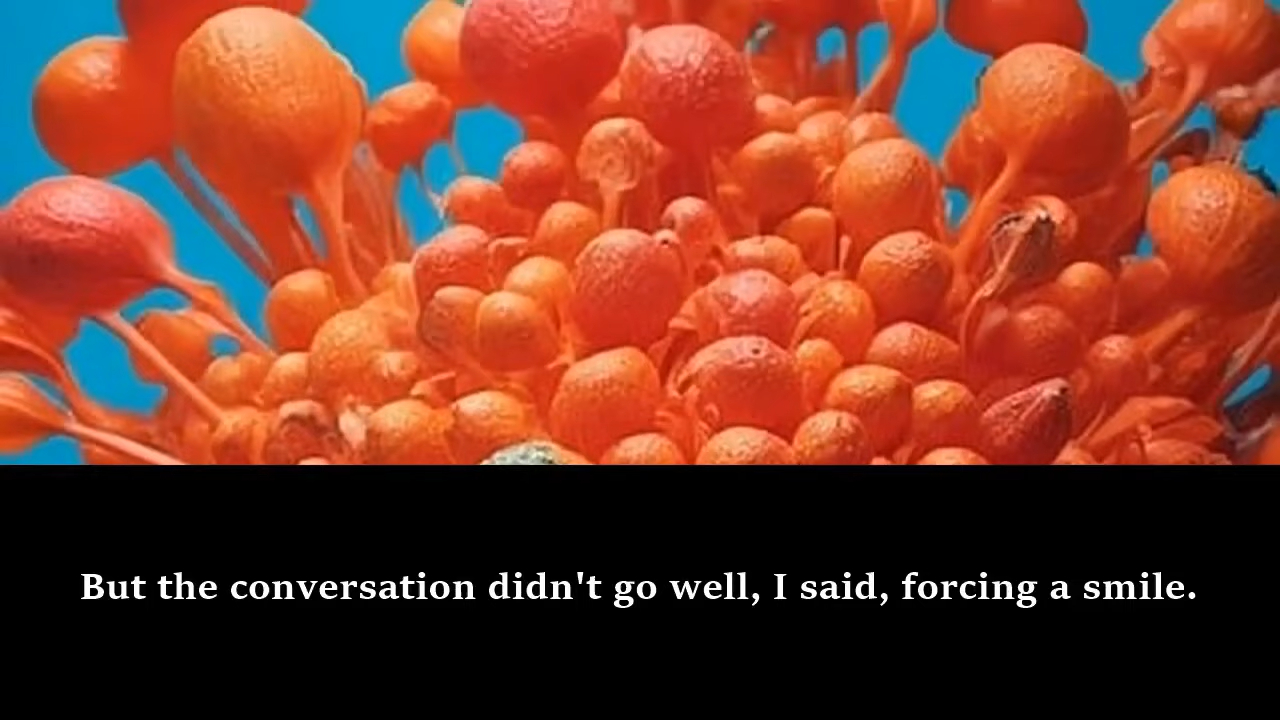 But the conversation didn't go well, I said, forcing a smile.